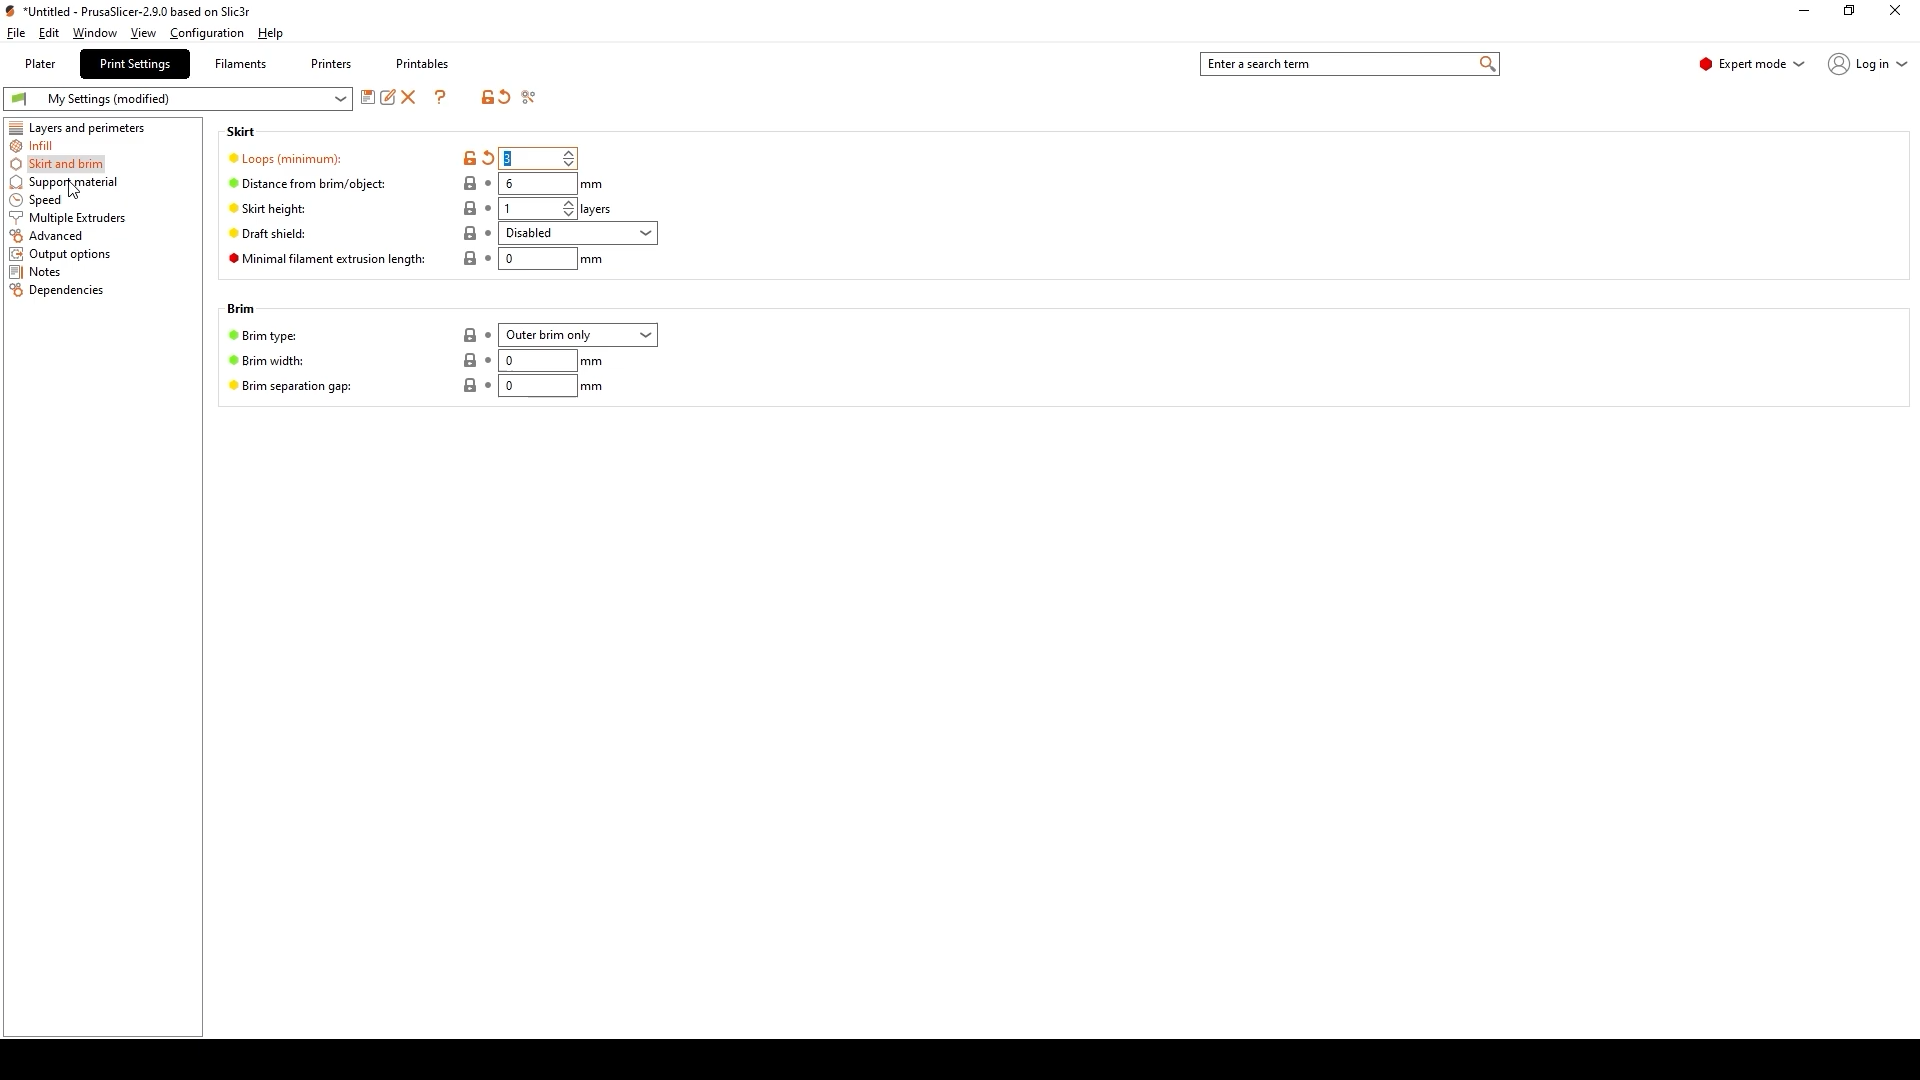 *Untitled - PrusaSlicer-2.9.0 based on Slic3r
File Edit Window View Configuration Help
Plater Print Settings Filaments Printers Printables Enter a search term Expert mode Log in
My Settings (modified) ?
Layers and perimeters
Infill
Skirt and brim
Support material
Speed
Multiple Extruders
Advanced
Output options
Notes
Dependencies
Skirt
Loops (minimum): 3
Distance from brim/object: 6 mm
Skirt height: 1 layers
Draft shield: Disabled
Minimal filament extrusion length: 0 mm
Brim
Brim type: Outer brim only
Brim width: 0 mm
Brim separation gap: 0 mm